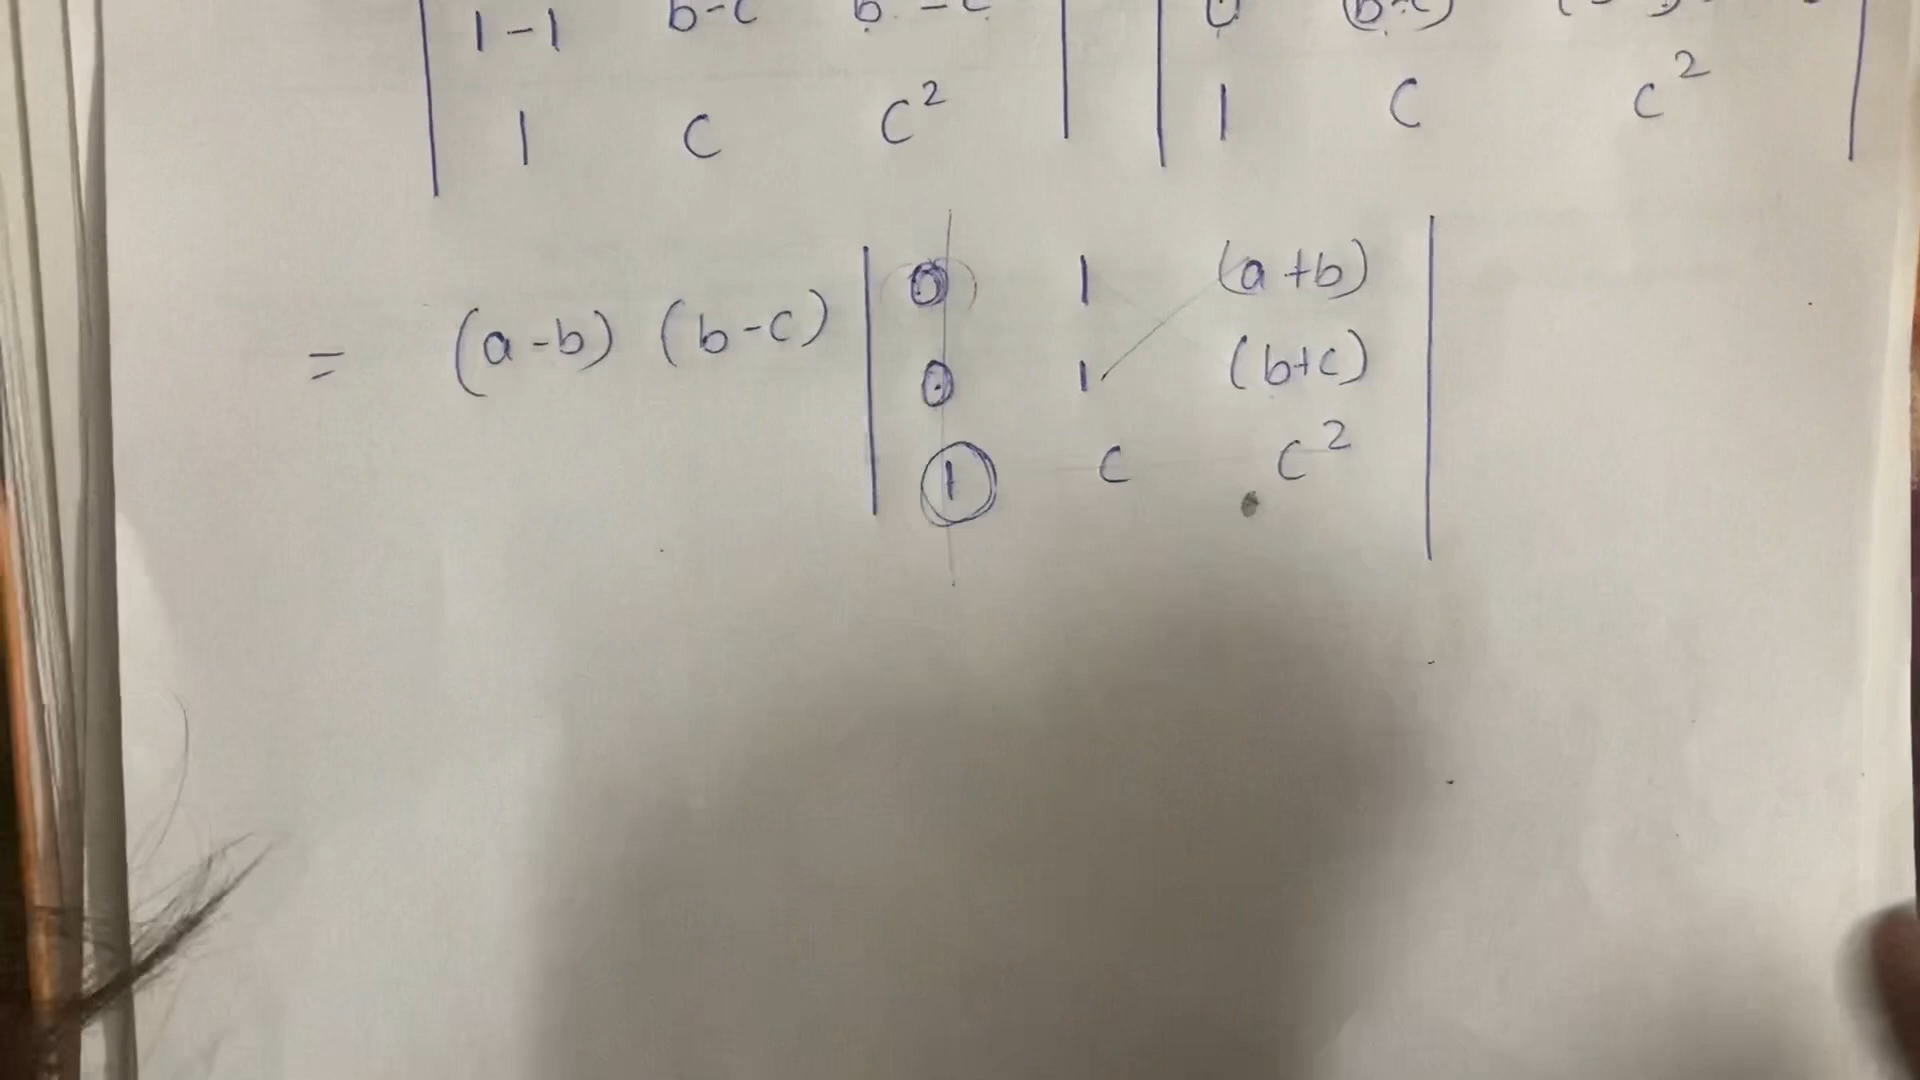 1-1 b-c
1 c c² 1 c c²
0 1 (a+b)
= (a-b) (b-c) 0 1 (b+c)
1 c c²